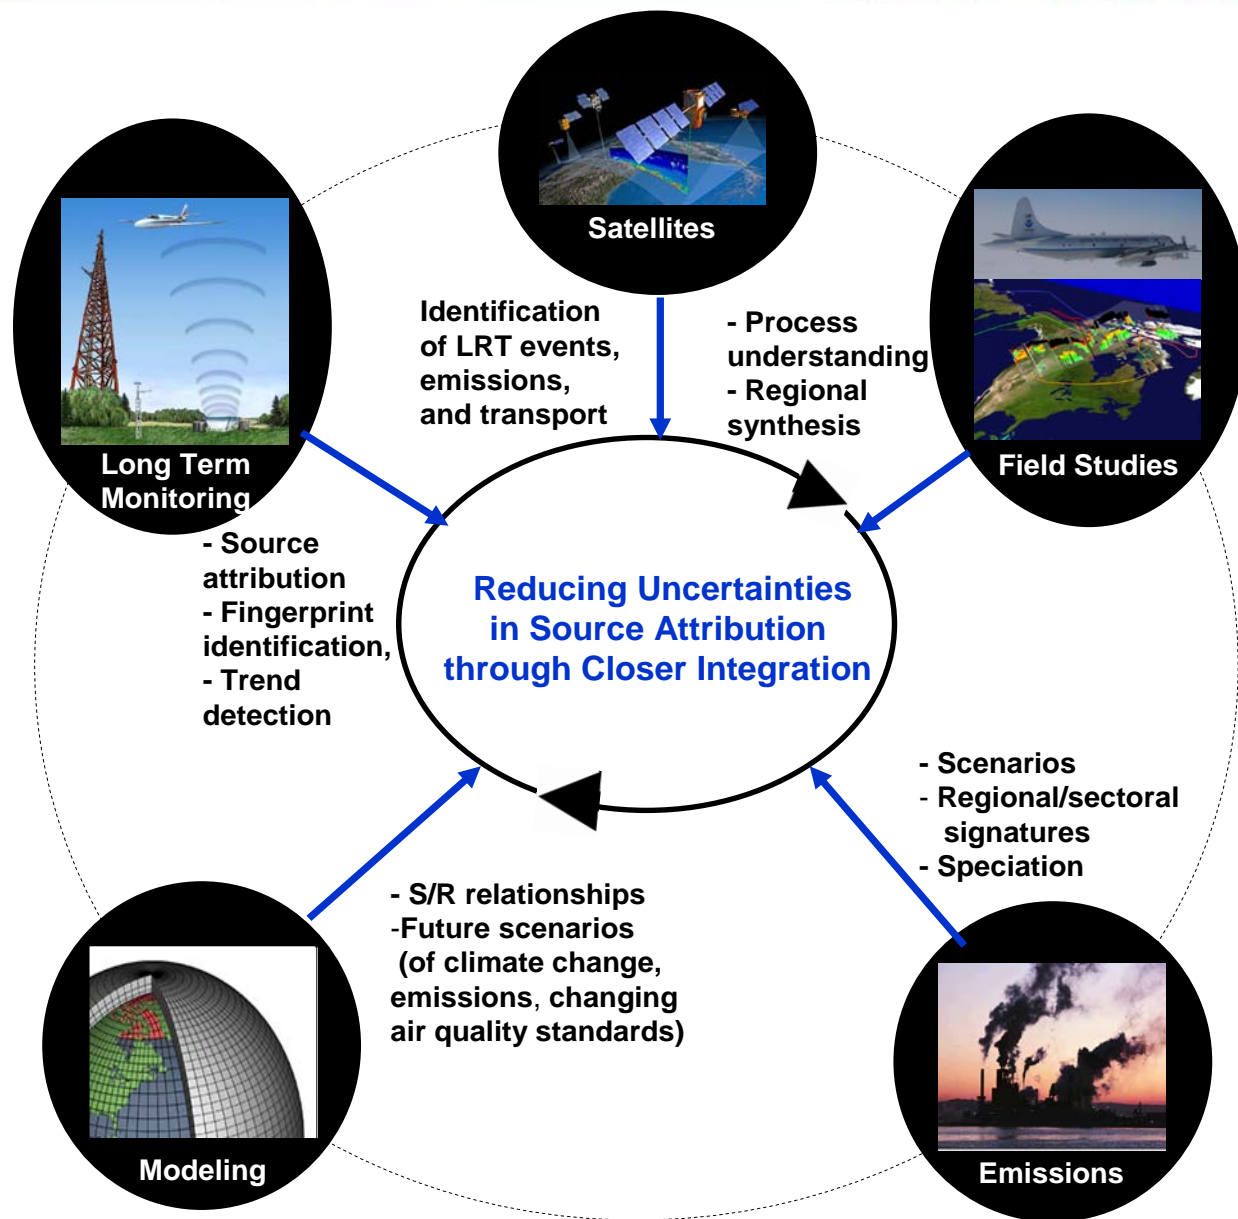 Satellites
Long Term
Monitoring
Field Studies
Identification
of LRT events,
emissions,
and transport
- Process
understanding
- Regional
synthesis
- Source
attribution
- Fingerprint
identification,
- Trend
detection
Reducing Uncertainties
in Source Attribution
through Closer Integration
- Scenarios
- Regional/sectoral
signatures
- Speciation
- S/R relationships
-Future scenarios
(of climate change,
emissions, changing
air quality standards)
Modeling
Emissions